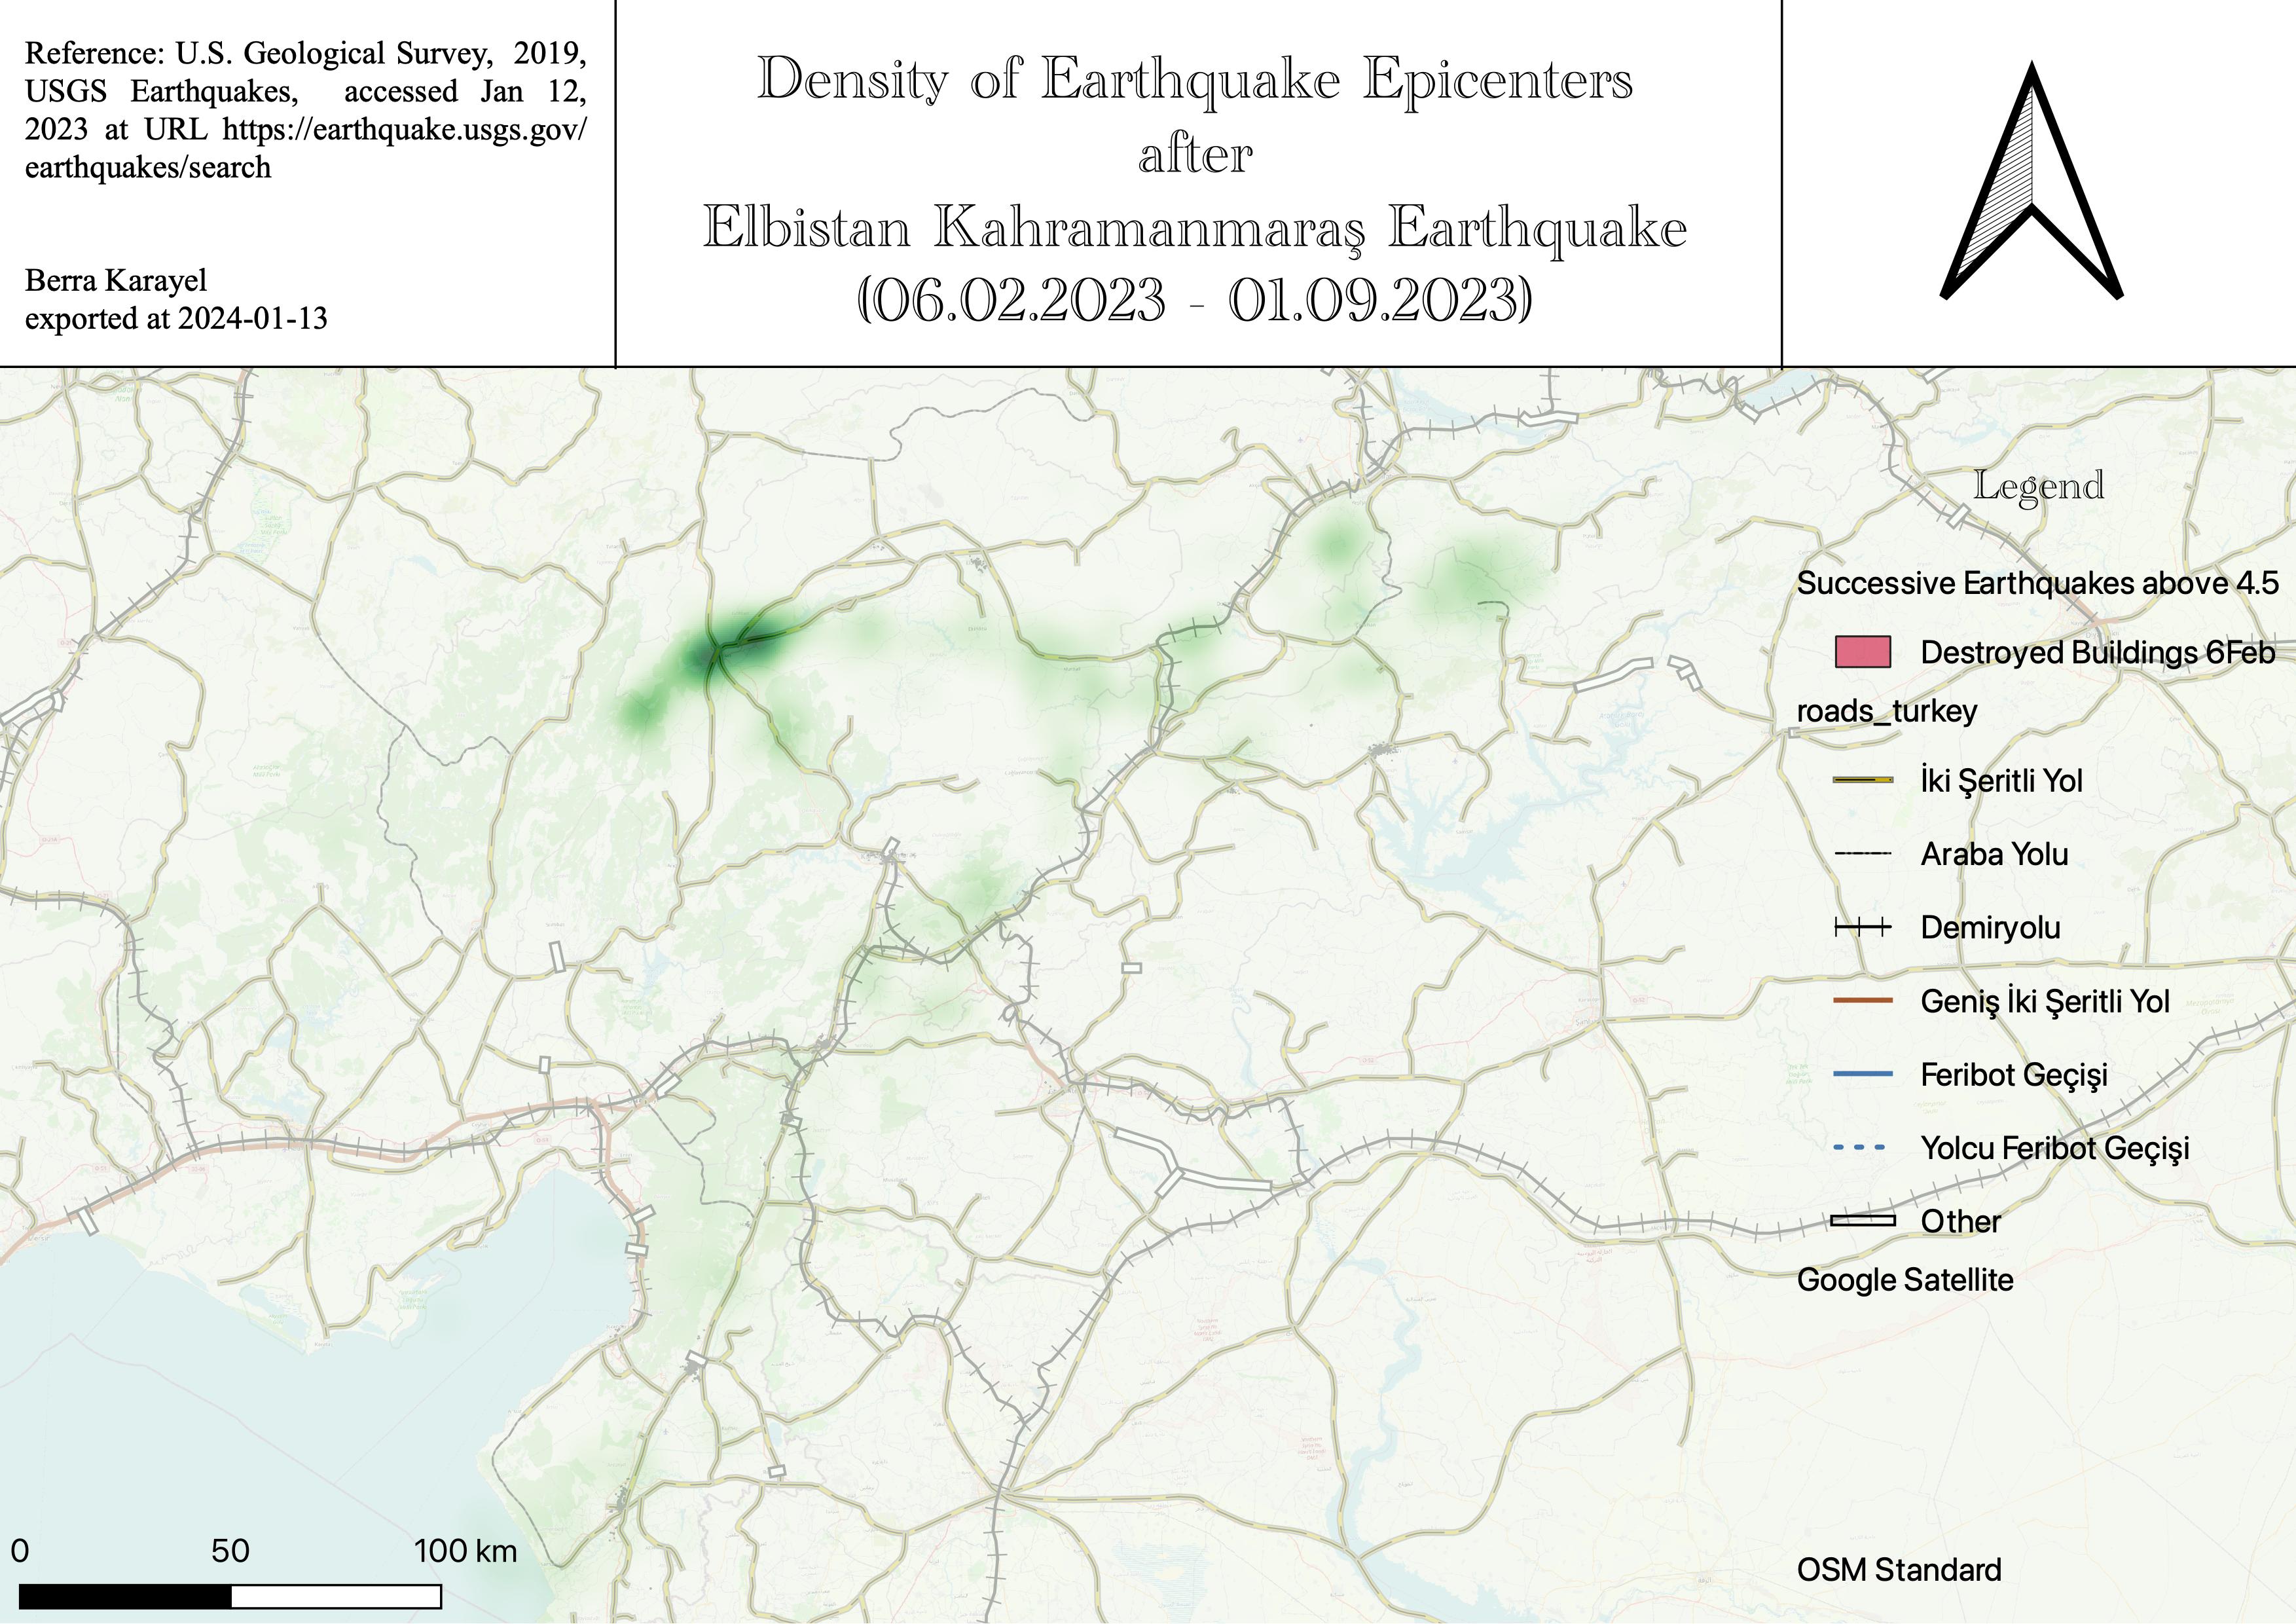 Reference: U.S. Geological Survey, 2019,
USGS Earthquakes, accessed Jan 12,
2023 at URL https://earthquake.usgs.gov/
earthquakes/search
Berra Karayel
exported at 2024-01-13
Density of Earthquake Epicenters
after
Elbistan Kahramanmaraş Earthquake
(06.02.2023 - 01.09.2023)
Legend
Successive Earthquakes above 4.5
Destroyed Buildings 6Feb
roads_turkey
İki Şeritli Yol
Araba Yolu
Demiryolu
Geniş İki Şeritli Yol
Feribot Geçişi
Yolcu Feribot Geçişi
Other
Google Satellite
OSM Standard
0 50 100 km